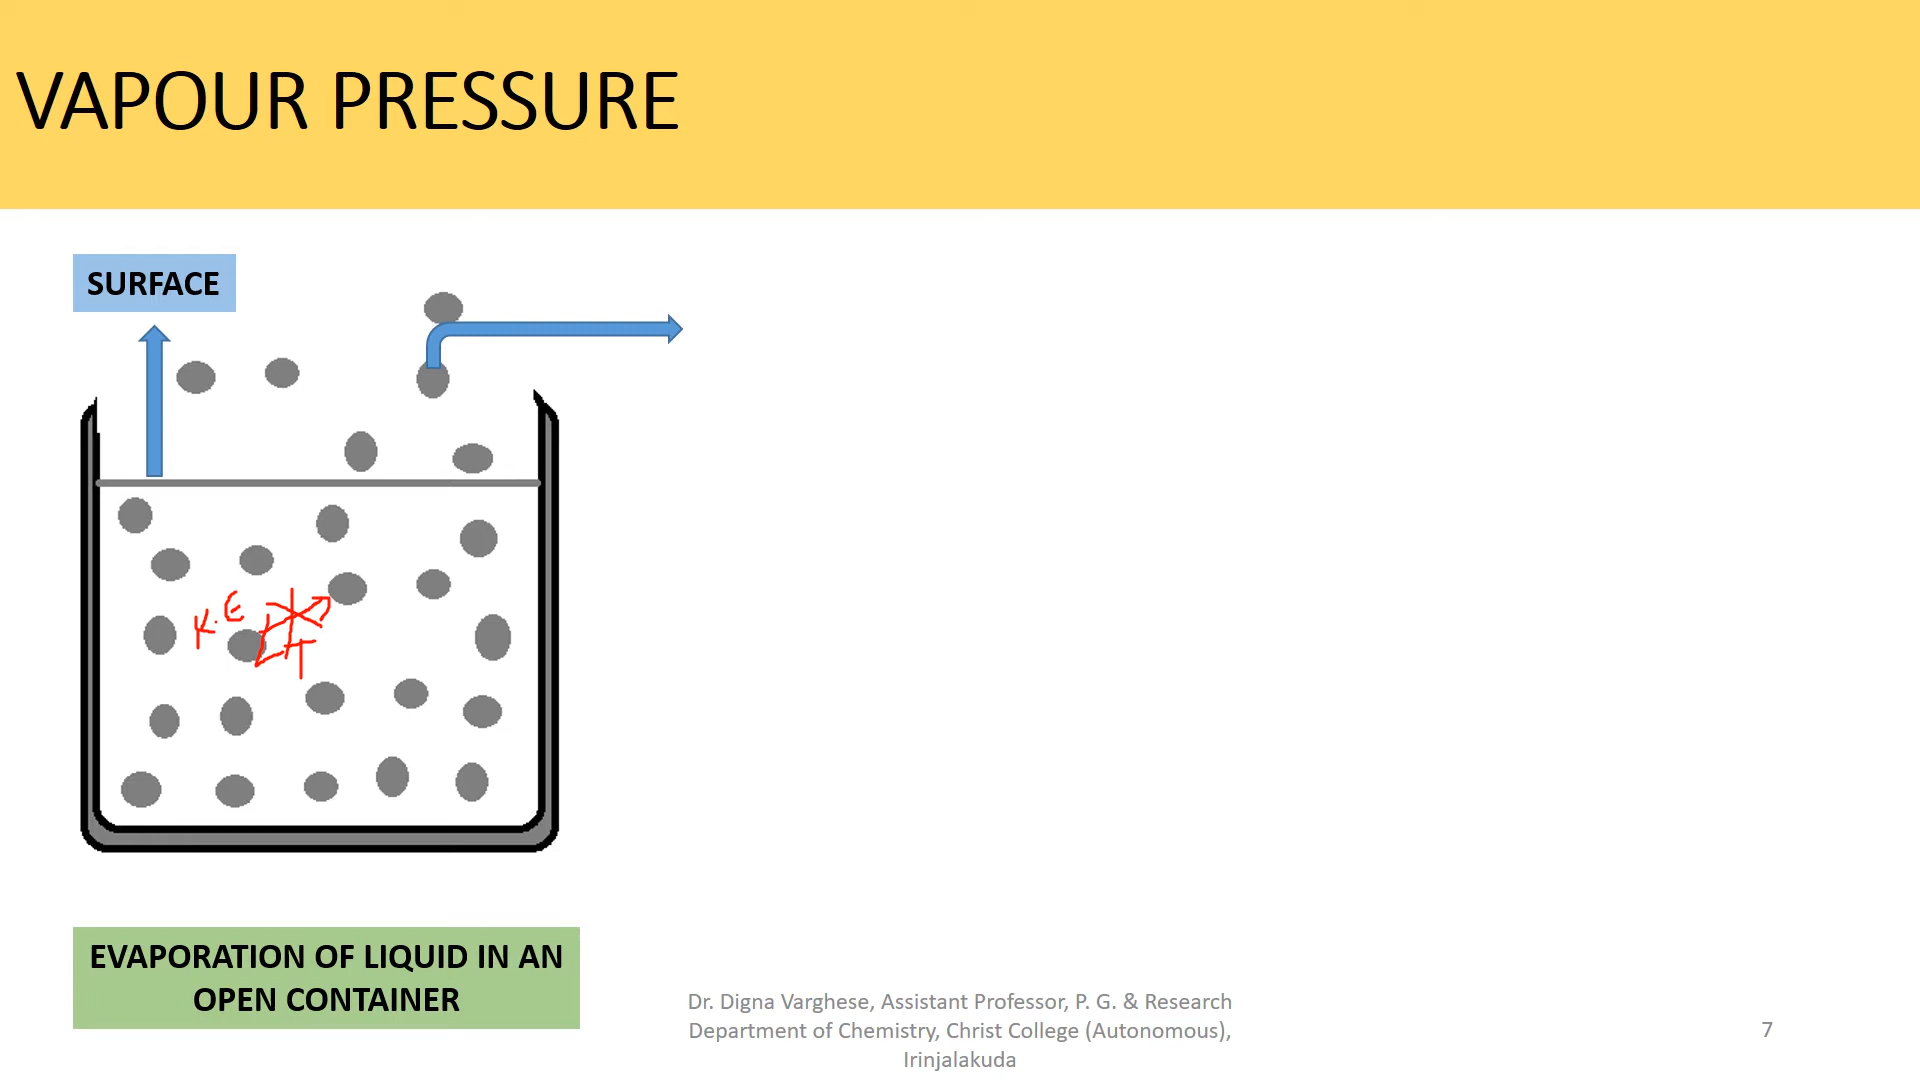 VAPOUR PRESSURE
SURFACE
K.E
T
EVAPORATION OF LIQUID IN AN
OPEN CONTAINER
Dr. Digna Varghese, Assistant Professor, P. G. & Research
Department of Chemistry, Christ College (Autonomous),
Irinjalakuda
7